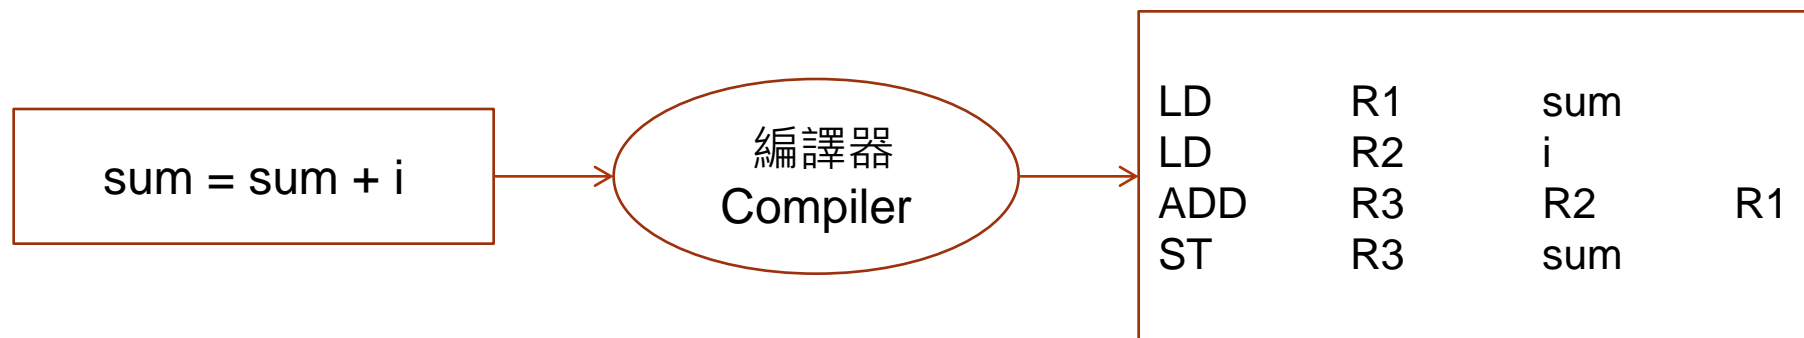 sum = sum + i
編譯器
Compiler
LD R1 sum
LD R2 i
ADD R3 R2 R1
ST R3 sum